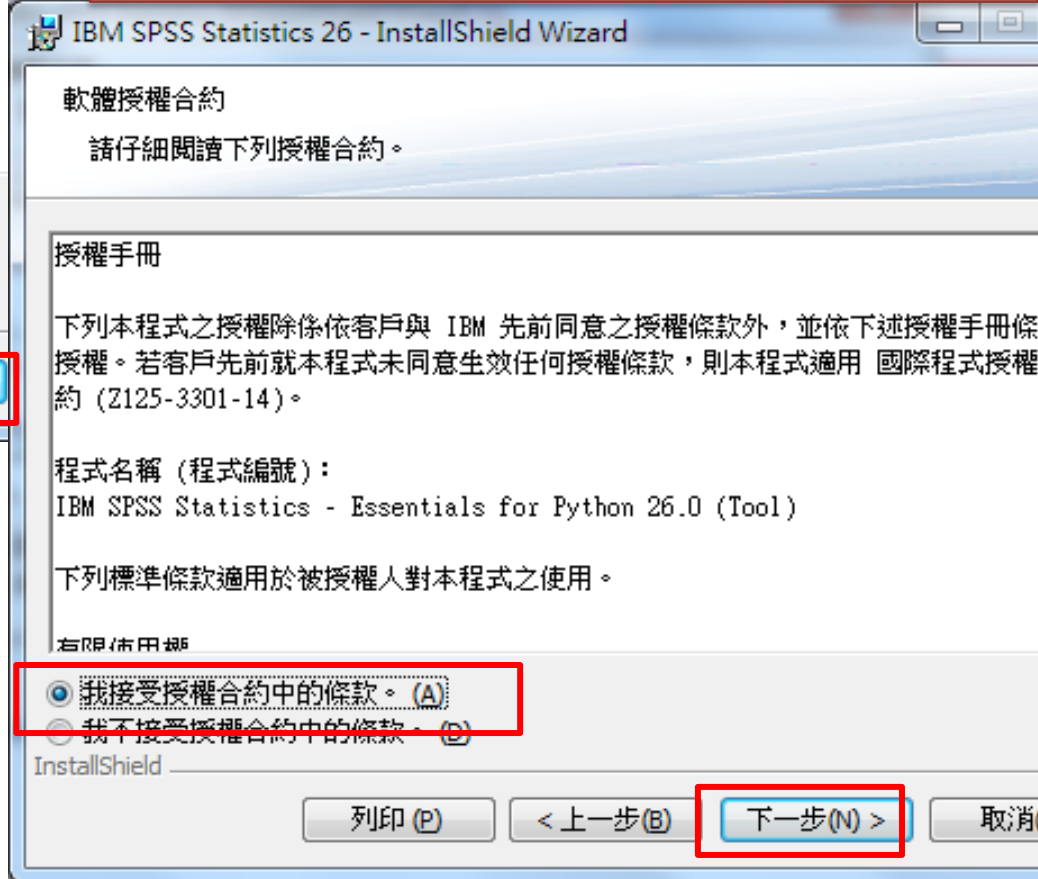 IBM SPSS Statistics 26 - InstallShield Wizard
軟體授權合約
請仔細閱讀下列授權合約。
授權手冊
下列本程式之授權除係依客戶與 IBM 先前同意之授權條款外，並依下述授權手冊條
授權。若客戶先前就本程式未同意生效任何授權條款，則本程式適用 國際程式授權
約 (Z125-3301-14)。
程式名稱 (程式編號)：
IBM SPSS Statistics - Essentials for Python 26.0 (Tool)
下列標準條款適用於被授權人對本程式之使用。
有限使用權
我接受授權合約中的條款。 (A)
我不接受授權合約中的條款。 (D)
InstallShield
列印 (P)
< 上一步(B)
下一步(N) >
取消(